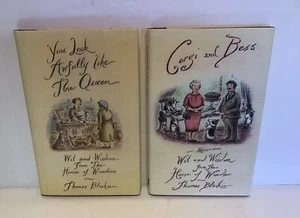 You Look
Awfully Like
The Queen
Wit and Wisdom
From The
House of Windsor
Thomas Blaikie
Corgi and Bess
More
Wit and Wisdom
from the
House of Windsor
Thomas Blaikie